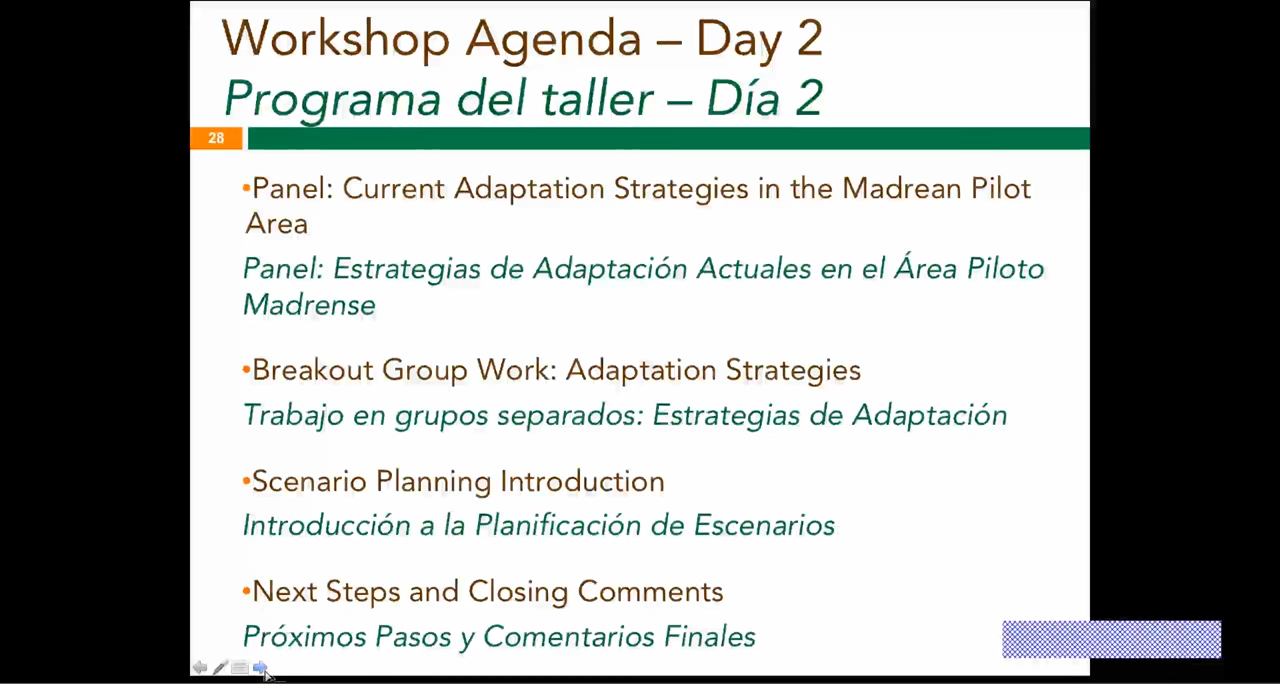 Workshop Agenda – Day 2
Programa del taller – Día 2
28
•Panel: Current Adaptation Strategies in the Madrean Pilot
Area
Panel: Estrategias de Adaptación Actuales en el Área Piloto
Madrense
•Breakout Group Work: Adaptation Strategies
Trabajo en grupos separados: Estrategias de Adaptación
•Scenario Planning Introduction
Introducción a la Planificación de Escenarios
•Next Steps and Closing Comments
Próximos Pasos y Comentarios Finales